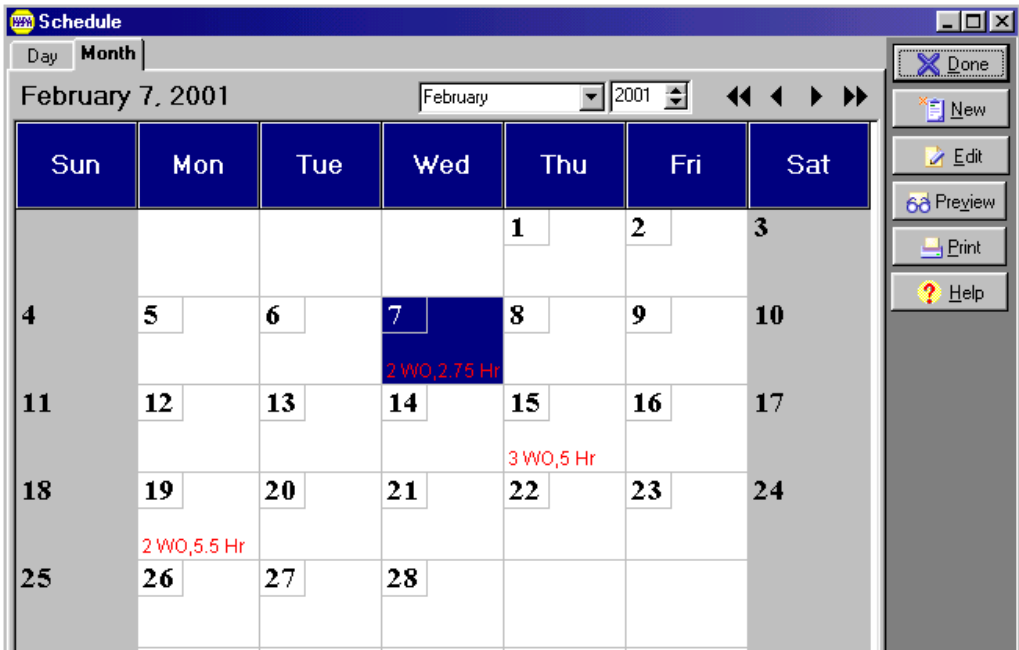 NAPA Schedule
Day Month
February 7, 2001 February 2001
Sun Mon Tue Wed Thu Fri Sat
1 2 3
4 5 6 7 8 9 10
2 WO,2.75 Hr
11 12 13 14 15 16 17
3 WO,5 Hr
18 19 20 21 22 23 24
2 WO,5.5 Hr
25 26 27 28
Done
New
Edit
Preview
Print
Help